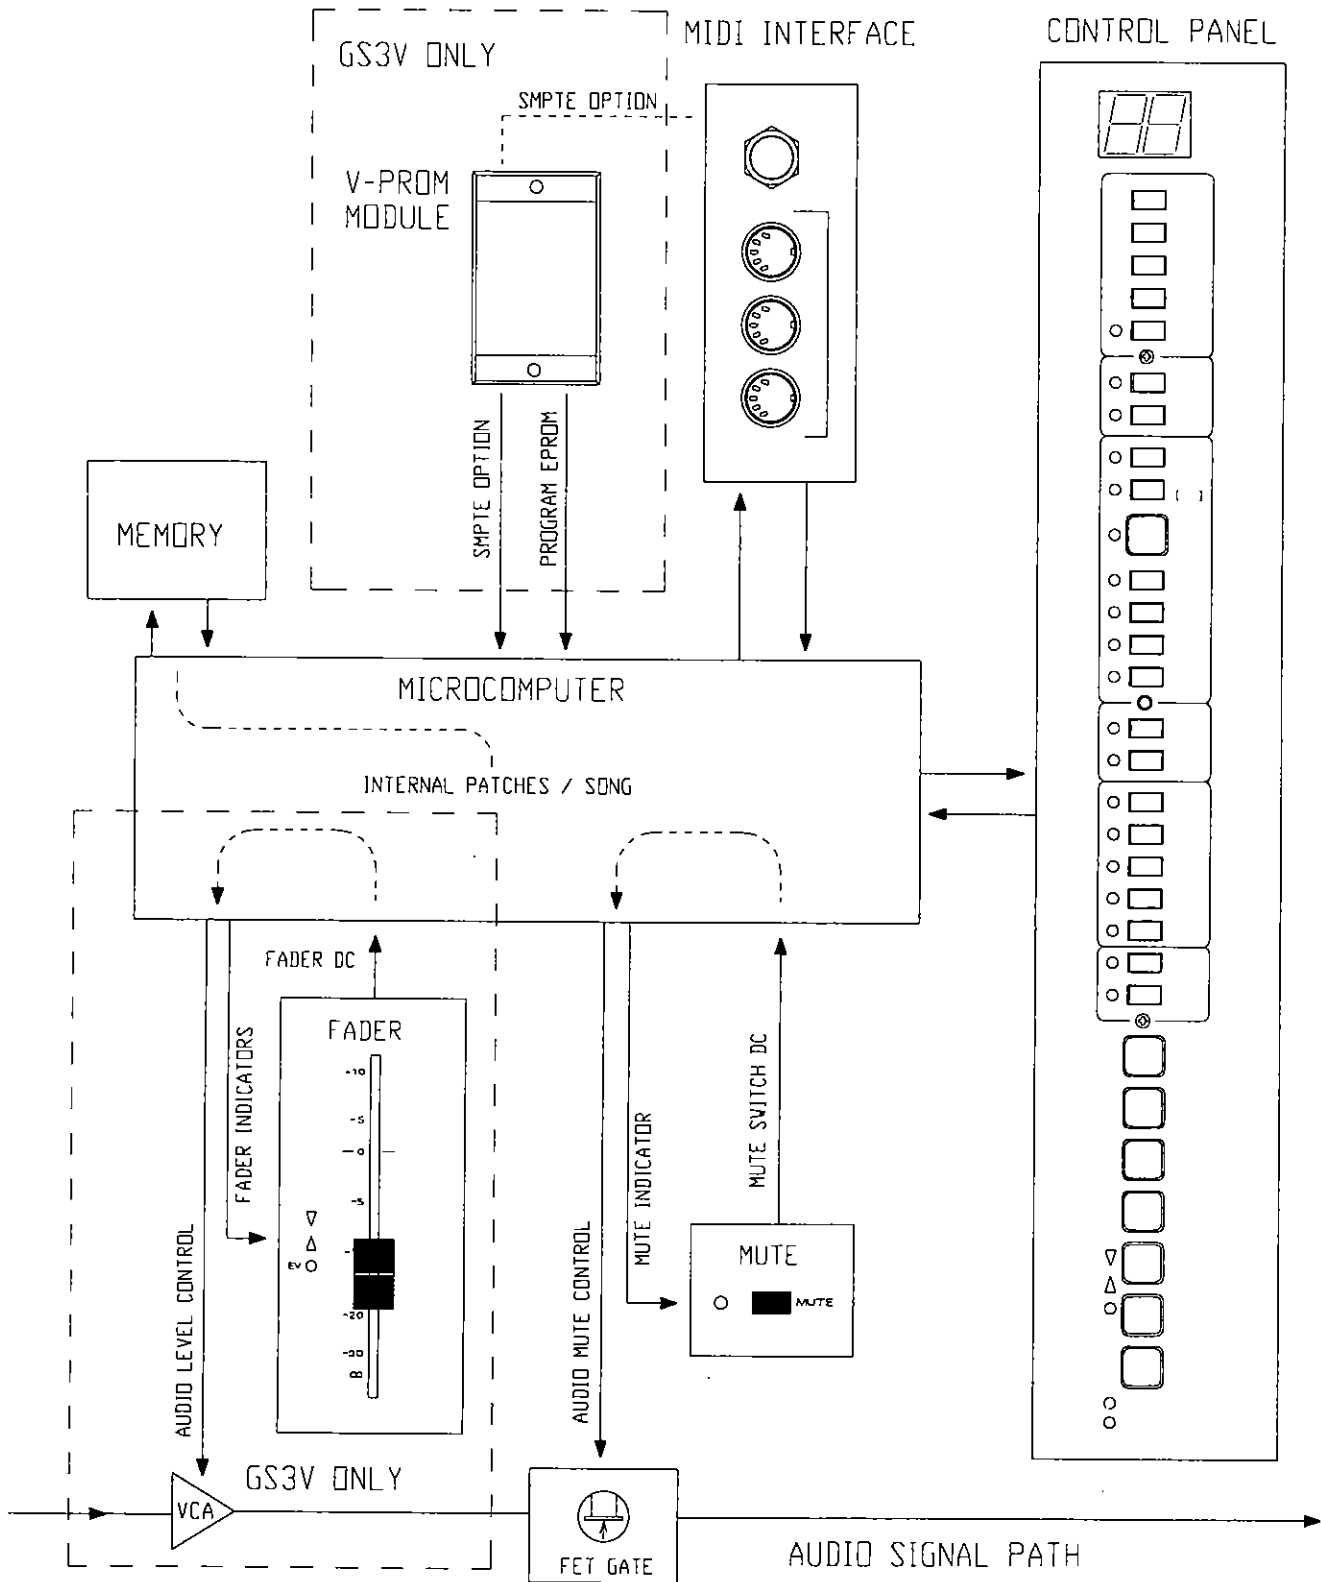 MIDI INTERFACE
CONTROL PANEL
GS3V ONLY
SMPTE OPTION
V-PROM
MODULE
SMPTE OPTION
PROGRAM EPROM
MEMORY
MICROCOMPUTER
INTERNAL PATCHES / SONG
FADER DC
FADER
-10
-5
-0
-5
-20
-30
∞
EV
FADER INDICATORS
AUDIO LEVEL CONTROL
MUTE INDICATOR
MUTE SWITCH DC
AUDIO MUTE CONTROL
MUTE
MUTE
GS3V ONLY
VCA
FET GATE
AUDIO SIGNAL PATH